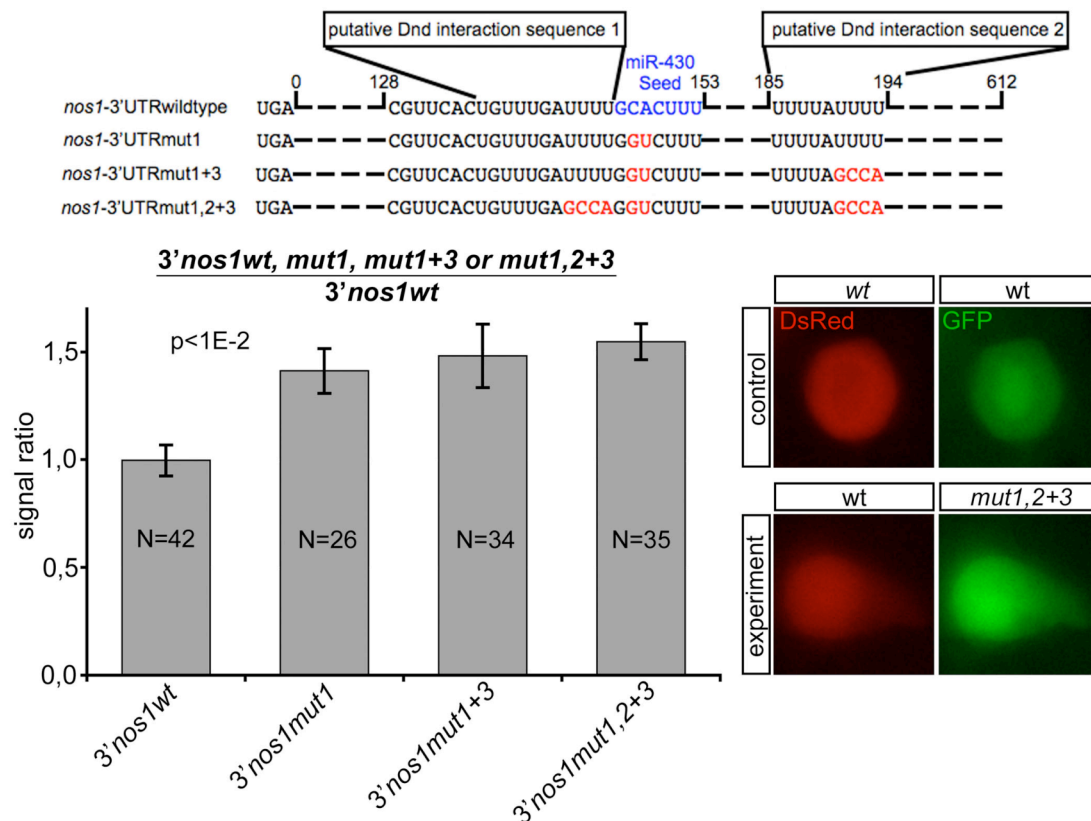 putative Dnd interaction sequence 1
putative Dnd interaction sequence 2
miR-430
Seed
0 128 153 185 194 612
nos1-3'UTRwildtype UGA CGUUCACUGUUUGAUUUUGCACUUU UUUUAUUUU
nos1-3'UTRmut1 UGA CGUUCACUGUUUGAUUUUGGUCUUU UUUUAUUUU
nos1-3'UTRmut1+3 UGA CGUUCACUGUUUGAUUUUGGUCUUU UUUUAGCCA
nos1-3'UTRmut1,2+3 UGA CGUUCACUGUUUGAGCCAGGUCUUU UUUUAGCCA
3'nos1wt, mut1, mut1+3 or mut1,2+3
3'nos1wt
p<1E-2
signal ratio
1,5
1,0
0,5
0,0
N=42 N=26 N=34 N=35
3'nos1wt
3'nos1mut1
3'nos1mut1+3
3'nos1mut1,2+3
wt wt
DsRed GFP
control
wt mut1,2+3
experiment